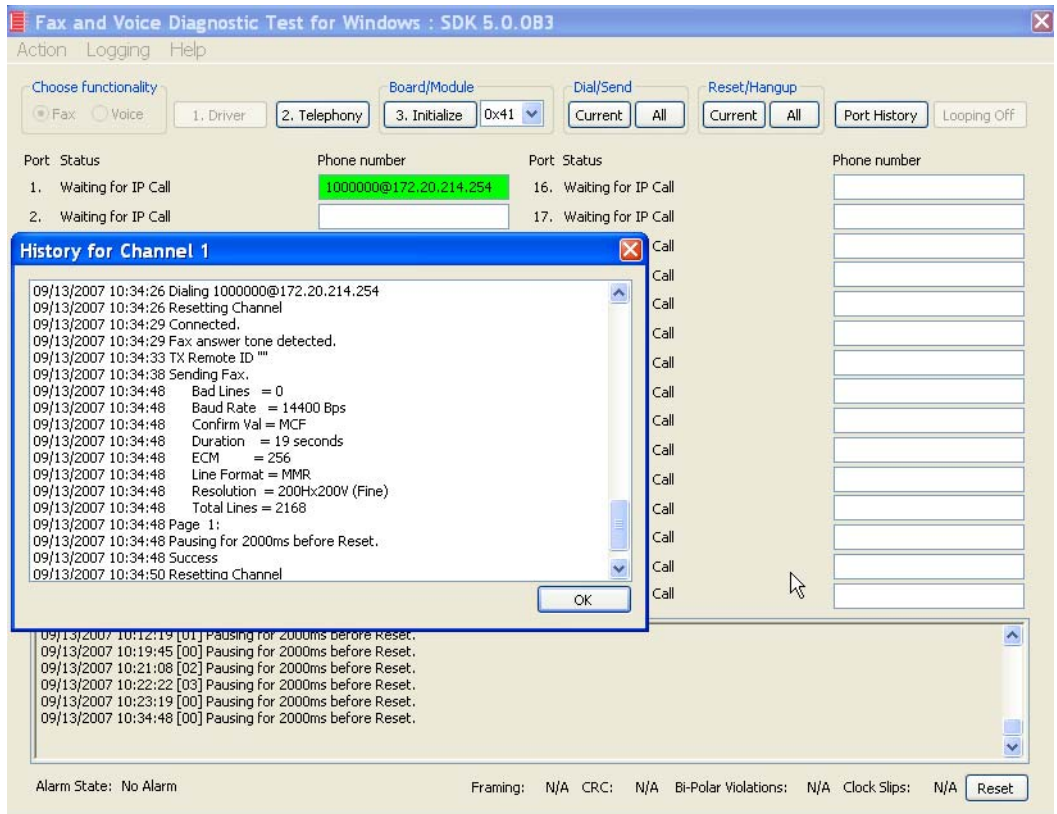 Fax and Voice Diagnostic Test for Windows : SDK 5.0.0B3
Action Logging Help
Choose functionality Board/Module Dial/Send Reset/Hangup
Fax Voice 1. Driver 2. Telephony 3. Initialize 0x41 Current All Current All Port History Looping Off
Port Status Phone number Port Status Phone number
1. Waiting for IP Call 1000000@172.20.214.254 16. Waiting for IP Call
2. Waiting for IP Call 17. Waiting for IP Call
History for Channel 1
09/13/2007 10:34:26 Dialing 1000000@172.20.214.254
09/13/2007 10:34:26 Resetting Channel
09/13/2007 10:34:29 Connected.
09/13/2007 10:34:29 Fax answer tone detected.
09/13/2007 10:34:33 TX Remote ID ""
09/13/2007 10:34:38 Sending Fax.
09/13/2007 10:34:48 Bad Lines = 0
09/13/2007 10:34:48 Baud Rate = 14400 Bps
09/13/2007 10:34:48 Confirm Val = MCF
09/13/2007 10:34:48 Duration = 19 seconds
09/13/2007 10:34:48 ECM = 256
09/13/2007 10:34:48 Line Format = MMR
09/13/2007 10:34:48 Resolution = 200Hx200V (Fine)
09/13/2007 10:34:48 Total Lines = 2168
09/13/2007 10:34:48 Page 1:
09/13/2007 10:34:48 Pausing for 2000ms before Reset.
09/13/2007 10:34:48 Success
09/13/2007 10:34:50 Resetting Channel
OK
Call
Call
Call
Call
Call
Call
Call
Call
Call
Call
Call
Call
Call
09/13/2007 10:12:19 [01] Pausing for 2000ms before Reset.
09/13/2007 10:19:45 [00] Pausing for 2000ms before Reset.
09/13/2007 10:21:08 [02] Pausing for 2000ms before Reset.
09/13/2007 10:22:22 [03] Pausing for 2000ms before Reset.
09/13/2007 10:23:19 [00] Pausing for 2000ms before Reset.
09/13/2007 10:34:48 [00] Pausing for 2000ms before Reset.
Alarm State: No Alarm Framing: N/A CRC: N/A Bi-Polar Violations: N/A Clock Slips: N/A Reset